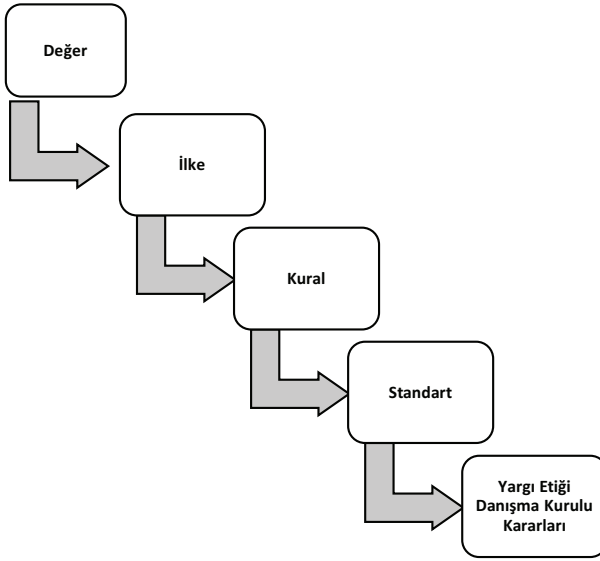 Değer
İlke
Kural
Standart
Yargı Etiği
Danışma Kurulu
Kararları